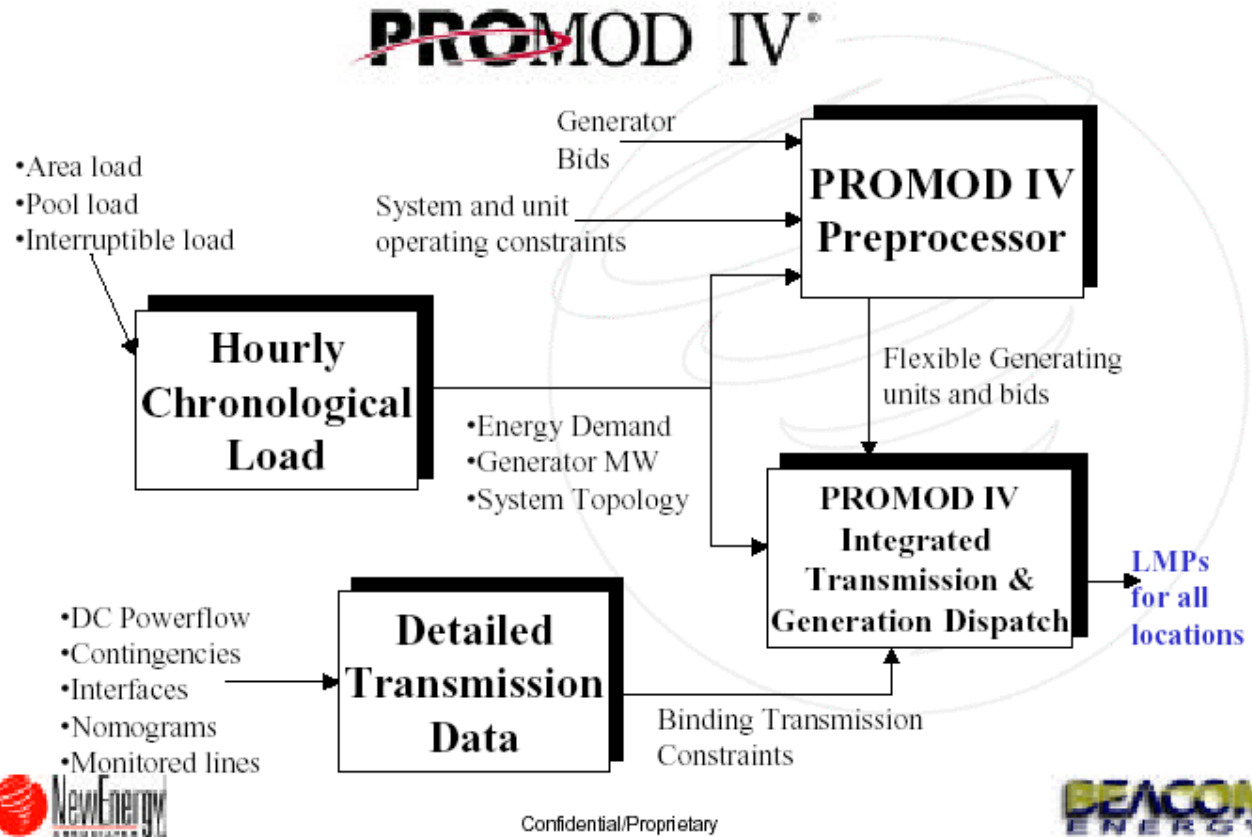 PROMOD IV®
Generator
Bids
•Area load
•Pool load
•Interruptible load
System and unit
operating constraints
PROMOD IV
Preprocessor
Hourly
Chronological
Load
Flexible Generating
units and bids
•Energy Demand
•Generator MW
•System Topology
PROMOD IV
Integrated
Transmission &
Generation Dispatch
LMPs
for all
locations
•DC Powerflow
•Contingencies
•Interfaces
•Nomograms
•Monitored lines
Detailed
Transmission
Data
Binding Transmission
Constraints
NewEnergy
Confidential/Proprietary
BEACON
ENERGY